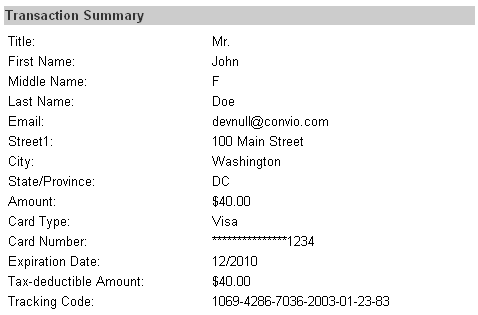 Transaction Summary
Title: Mr.
First Name: John
Middle Name: F
Last Name: Doe
Email: devnull@convio.com
Street1: 100 Main Street
City: Washington
State/Province: DC
Amount: $40.00
Card Type: Visa
Card Number: ***************1234
Expiration Date: 12/2010
Tax-deductible Amount: $40.00
Tracking Code: 1069-4286-7036-2003-01-23-83